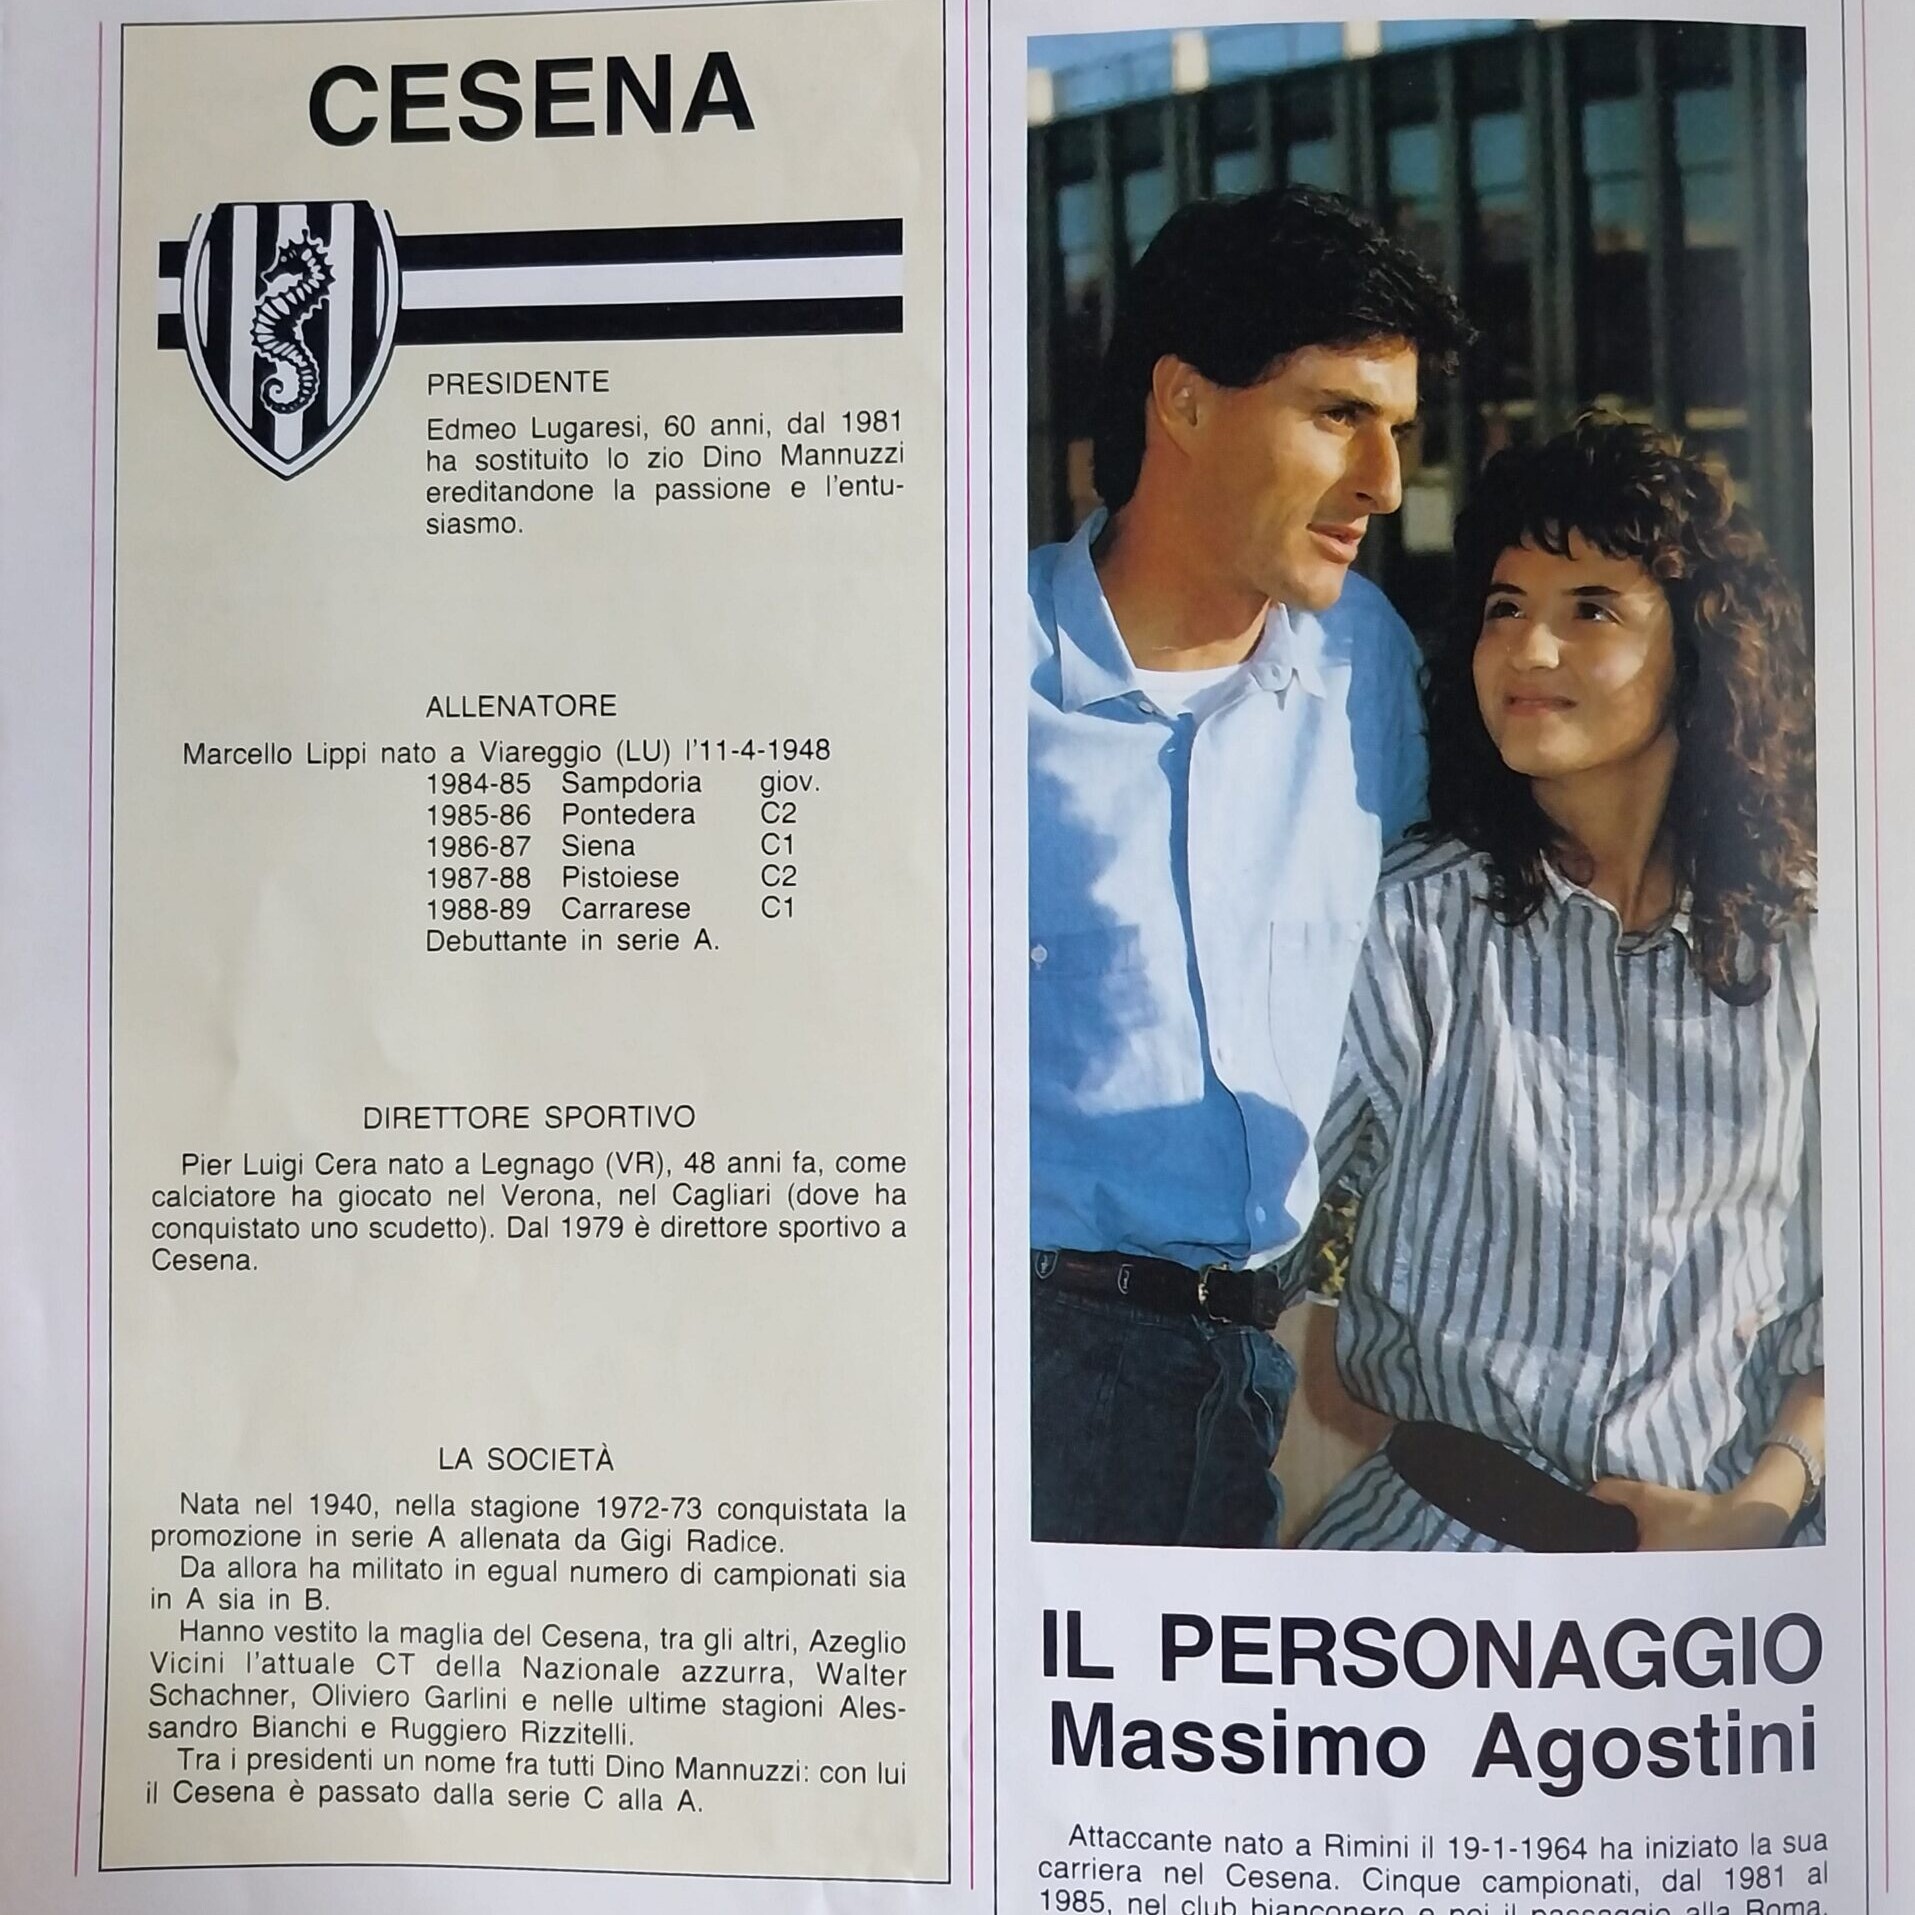 CESENA
PRESIDENTE
Edmeo Lugaresi, 60 anni, dal 1981
ha sostituito lo zio Dino Mannuzzi
ereditandone la passione e l'entu-
siasmo.
ALLENATORE
Marcello Lippi nato a Viareggio (LU) l'11-4-1948
1984-85 Sampdoria giov.
1985-86 Pontedera C2
1986-87 Siena C1
1987-88 Pistoiese C2
1988-89 Carrarese C1
Debuttante in serie A.
DIRETTORE SPORTIVO
Pier Luigi Cera nato a Legnago (VR), 48 anni fa, come
calciatore ha giocato nel Verona, nel Cagliari (dove ha
conquistato uno scudetto). Dal 1979 è direttore sportivo a
Cesena.
LA SOCIETÀ
Nata nel 1940, nella stagione 1972-73 conquistata la
promozione in serie A allenata da Gigi Radice.
Da allora ha militato in egual numero di campionati sia
in A sia in B.
Hanno vestito la maglia del Cesena, tra gli altri, Azeglio
Vicini l'attuale CT della Nazionale azzurra, Walter
Schachner, Oliviero Garlini e nelle ultime stagioni Ales-
sandro Bianchi e Ruggiero Rizzitelli.
Tra i presidenti un nome fra tutti Dino Mannuzzi: con lui
il Cesena è passato dalla serie C alla A.
IL PERSONAGGIO
Massimo Agostini
Attaccante nato a Rimini il 19-1-1964 ha iniziato la sua
carriera nel Cesena. Cinque campionati, dal 1981 al
1985, nel club bianconero e poi il passaggio alla Roma.